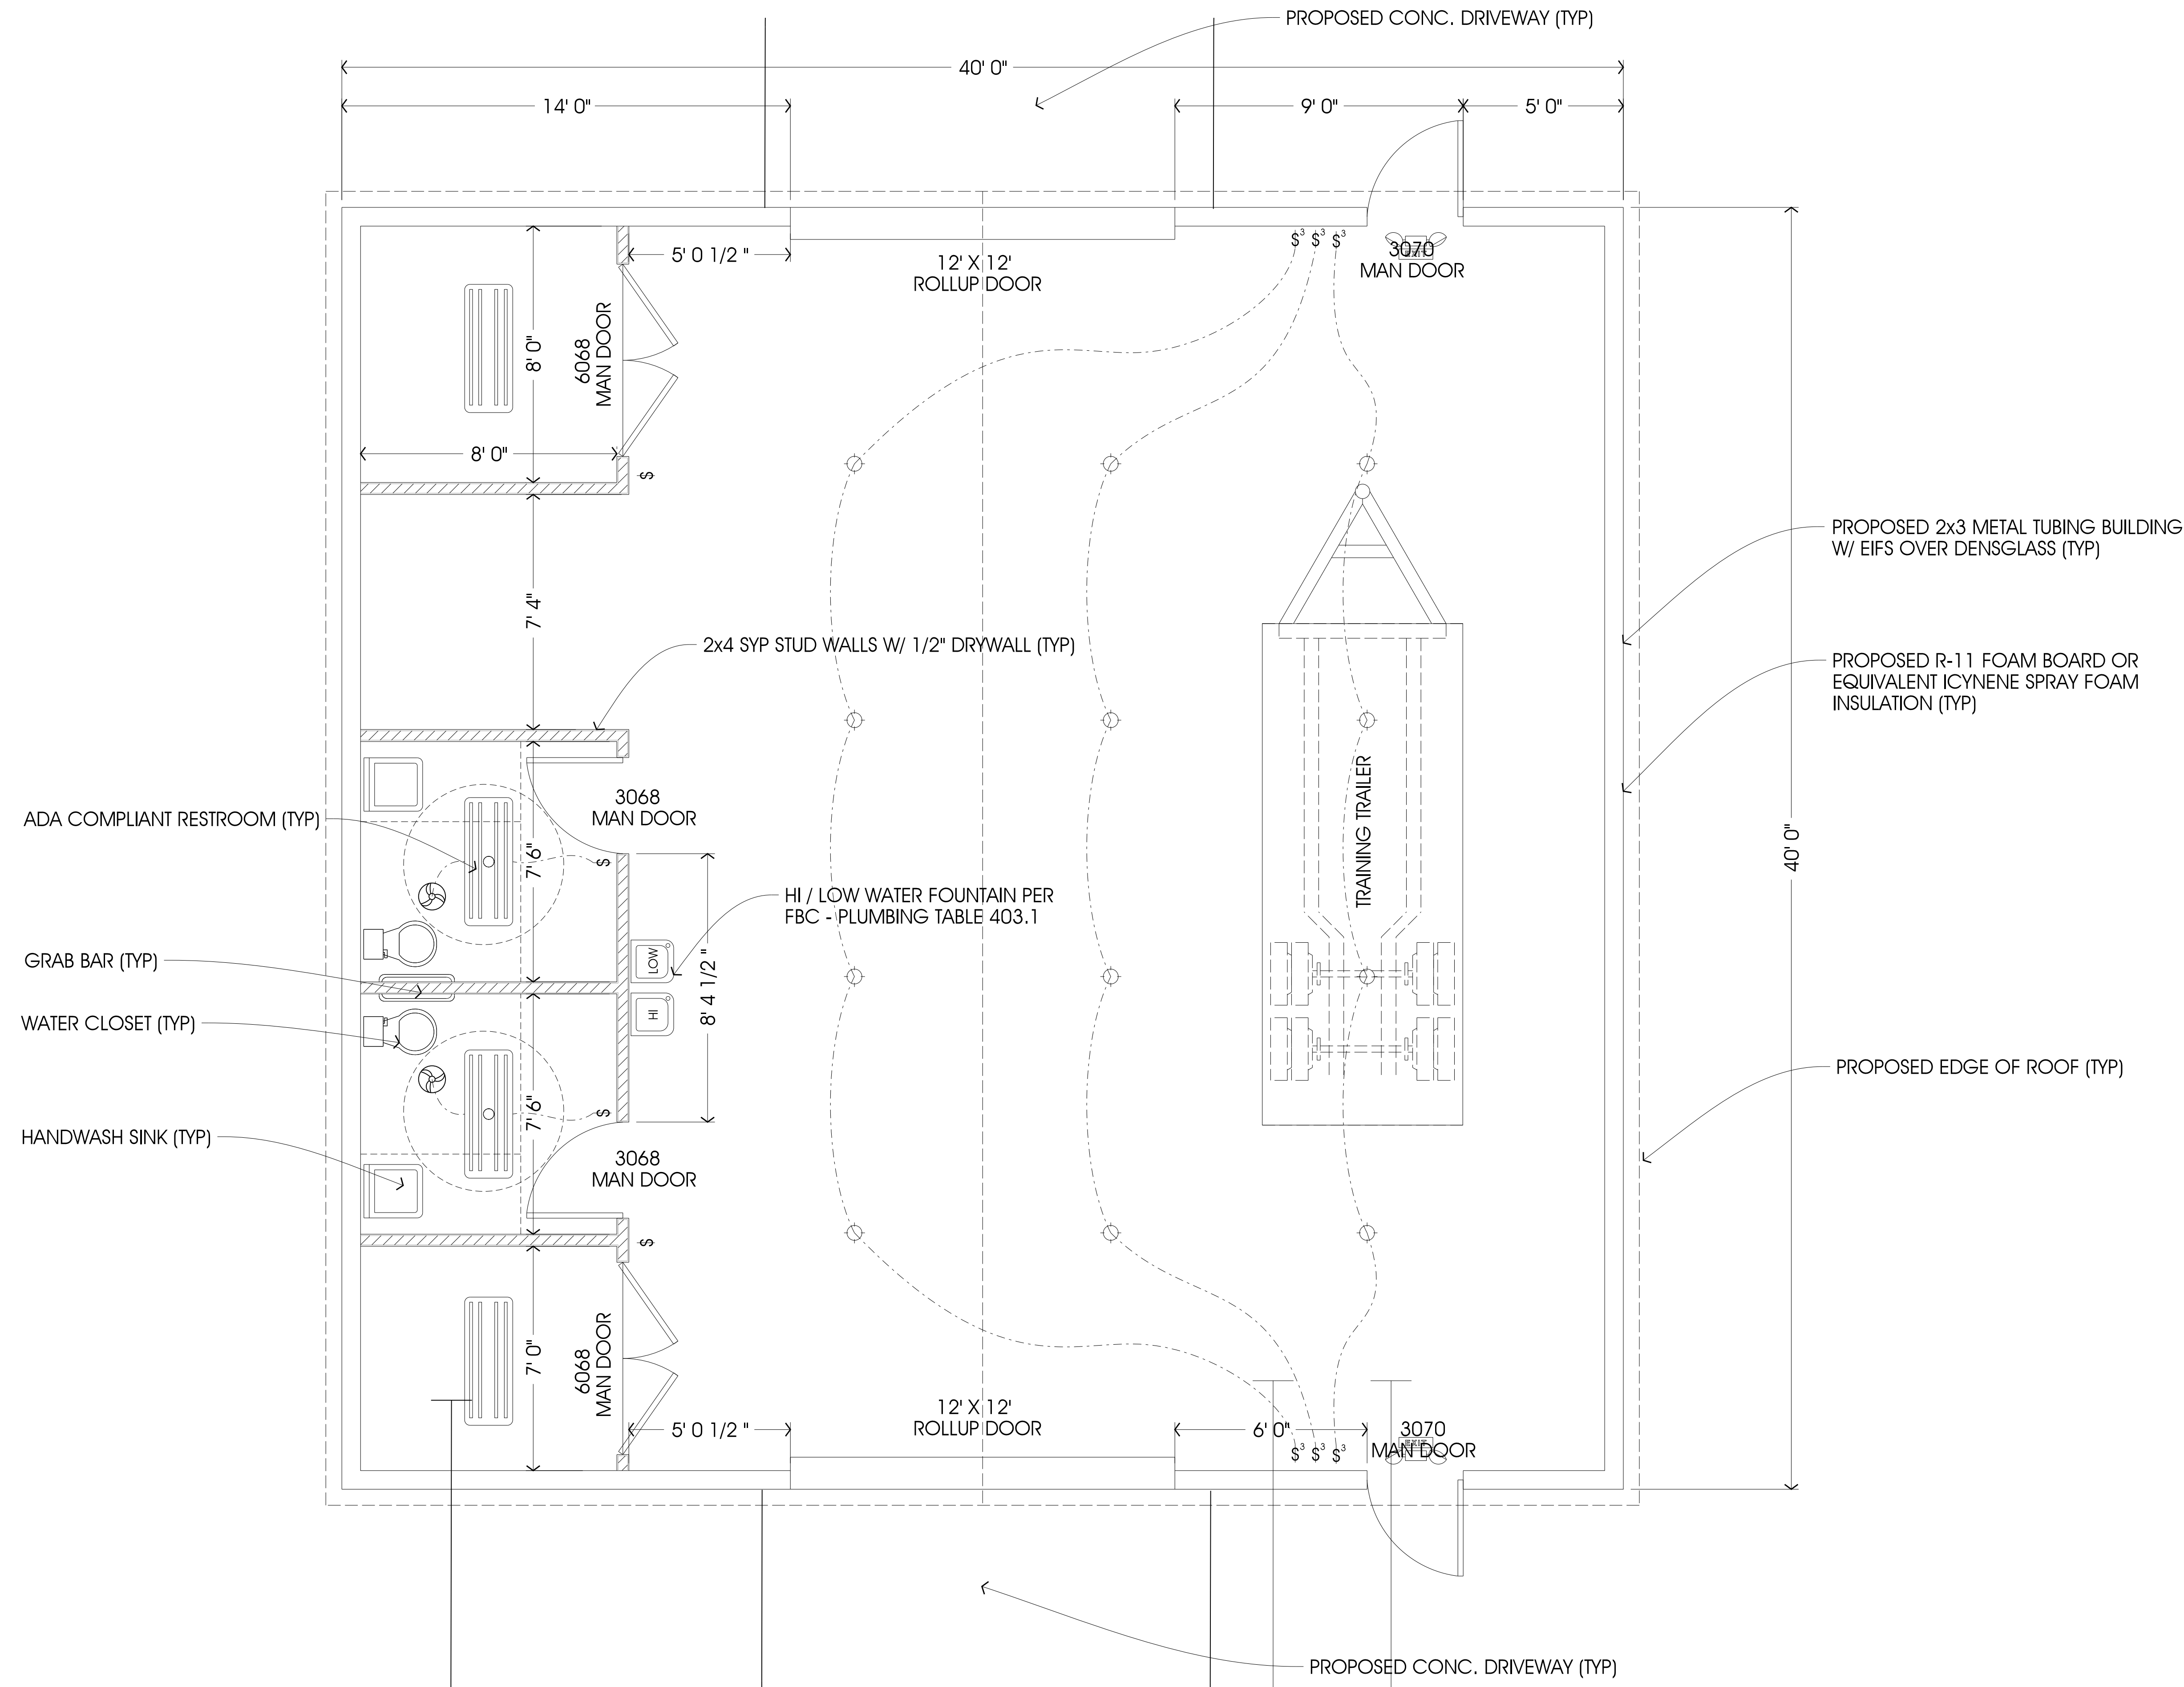 PROPOSED CONC. DRIVEWAY (TYP)
40' 0"
14' 0"
9' 0"
5' 0"
5' 0 1/2 "
12' X 12'
ROLLUP DOOR
$3 $3 $3
3070
EXIT
MAN DOOR
8' 0"
6068
MAN DOOR
8' 0"
$
7' 4"
PROPOSED 2x3 METAL TUBING BUILDING
W/ EIFS OVER DENSGLASS (TYP)
2x4 SYP STUD WALLS W/ 1/2" DRYWALL (TYP)
PROPOSED R-11 FOAM BOARD OR
EQUIVALENT ICYNENE SPRAY FOAM
INSULATION (TYP)
3068
MAN DOOR
ADA COMPLIANT RESTROOM (TYP)
7' 6"
$
TRAINING TRAILER
40' 0"
HI / LOW WATER FOUNTAIN PER
FBC - PLUMBING TABLE 403.1
GRAB BAR (TYP)
LOW
8' 4 1/2 "
HI
WATER CLOSET (TYP)
PROPOSED EDGE OF ROOF (TYP)
7' 6"
$
HANDWASH SINK (TYP)
3068
MAN DOOR
$
7' 0"
6068
MAN DOOR
5' 0 1/2 "
12' X 12'
ROLLUP DOOR
6' 0"
$3 $3 $3
3070
EXIT
MAN DOOR
PROPOSED CONC. DRIVEWAY (TYP)